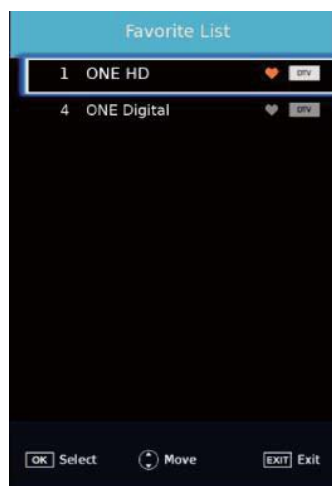 Favorite List
1 ONE HD DTV
4 ONE Digital DTV
OK Select Move EXIT Exit